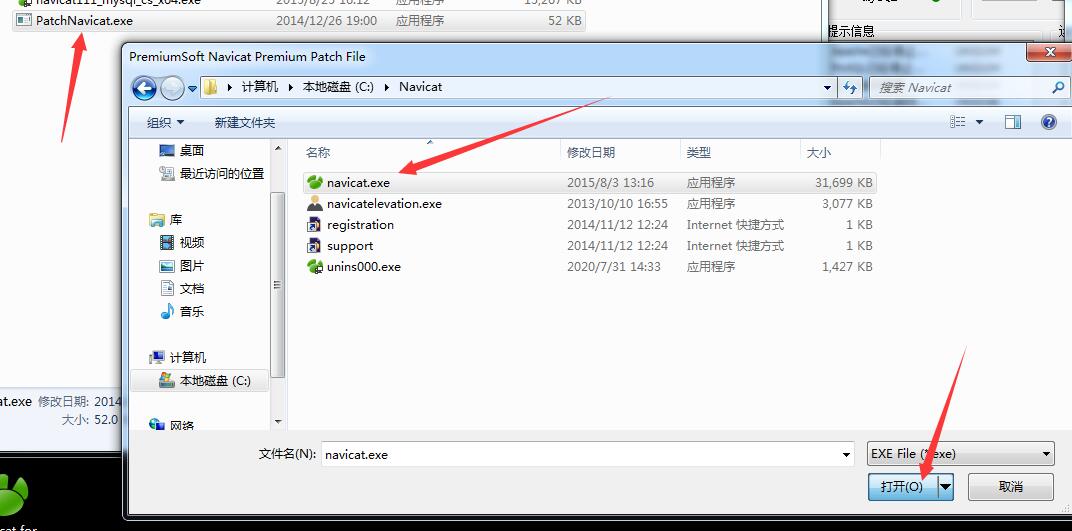 navicat111_mysql_cs_x64.exe 2015/8/25 16:12 应用程序
PatchNavicat.exe 2014/12/26 19:00 应用程序 52 KB
提示信息
PremiumSoft Navicat Premium Patch File
计算机 本地磁盘 (C:) Navicat 搜索 Navicat
组织 新建文件夹
桌面
最近访问的位置
库
视频
图片
文档
音乐
计算机
本地磁盘 (C:)
网络
名称 修改日期 类型 大小
navicat.exe 2015/8/3 13:16 应用程序 31,699 KB
navicatelevation.exe 2013/10/10 16:55 应用程序 3,077 KB
registration 2014/11/12 12:24 Internet 快捷方式 1 KB
support 2014/11/12 12:24 Internet 快捷方式 1 KB
unins000.exe 2020/7/31 14:33 应用程序 1,427 KB
at.exe 修改日期: 2014
大小: 52.0
文件名(N): navicat.exe EXE File (*.exe)
打开(O) 取消
cat for